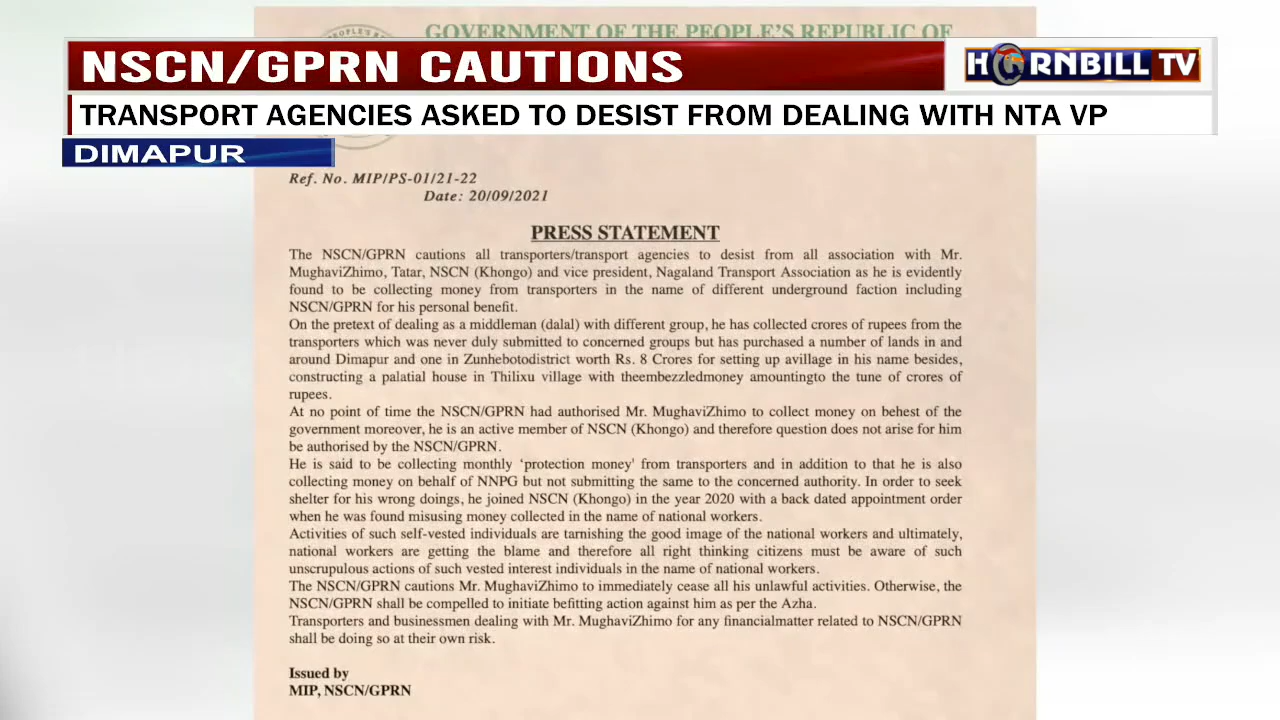 GOVERNMENT OF THE PEOPLE'S REPUBLIC OF
NSCN/GPRN CAUTIONS
HORNBILL TV
TRANSPORT AGENCIES ASKED TO DESIST FROM DEALING WITH NTA VP
DIMAPUR
Ref. No. MIP/PS-01/21-22
Date: 20/09/2021
PRESS STATEMENT
The NSCN/GPRN cautions all transporters/transport agencies to desist from all association with Mr.
MughaviZhimo, Tatar, NSCN (Khongo) and vice president, Nagaland Transport Association as he is evidently
found to be collecting money from transporters in the name of different underground faction including
NSCN/GPRN for his personal benefit.
On the pretext of dealing as a middleman (dalal) with different group, he has collected crores of rupees from the
transporters which was never duly submitted to concerned groups but has purchased a number of lands in and
around Dimapur and one in Zunhebotodistrict worth Rs. 8 Crores for setting up avillage in his name besides,
constructing a palatial house in Thilixu village with theembezzledmoney amountingto the tune of crores of
rupees.
At no point of time the NSCN/GPRN had authorised Mr. MughaviZhimo to collect money on behest of the
government moreover, he is an active member of NSCN (Khongo) and therefore question does not arise for him
be authorised by the NSCN/GPRN.
He is said to be collecting monthly 'protection money' from transporters and in addition to that he is also
collecting money on behalf of NNPG but not submitting the same to the concerned authority. In order to seek
shelter for his wrong doings, he joined NSCN (Khongo) in the year 2020 with a back dated appointment order
when he was found misusing money collected in the name of national workers.
Activities of such self-vested individuals are tarnishing the good image of the national workers and ultimately,
national workers are getting the blame and therefore all right thinking citizens must be aware of such
unscrupulous actions of such vested interest individuals in the name of national workers.
The NSCN/GPRN cautions Mr. MughaviZhimo to immediately cease all his unlawful activities. Otherwise, the
NSCN/GPRN shall be compelled to initiate befitting action against him as per the Azha.
Transporters and businessmen dealing with Mr. MughaviZhimo for any financialmatter related to NSCN/GPRN
shall be doing so at their own risk.
Issued by
MIP, NSCN/GPRN